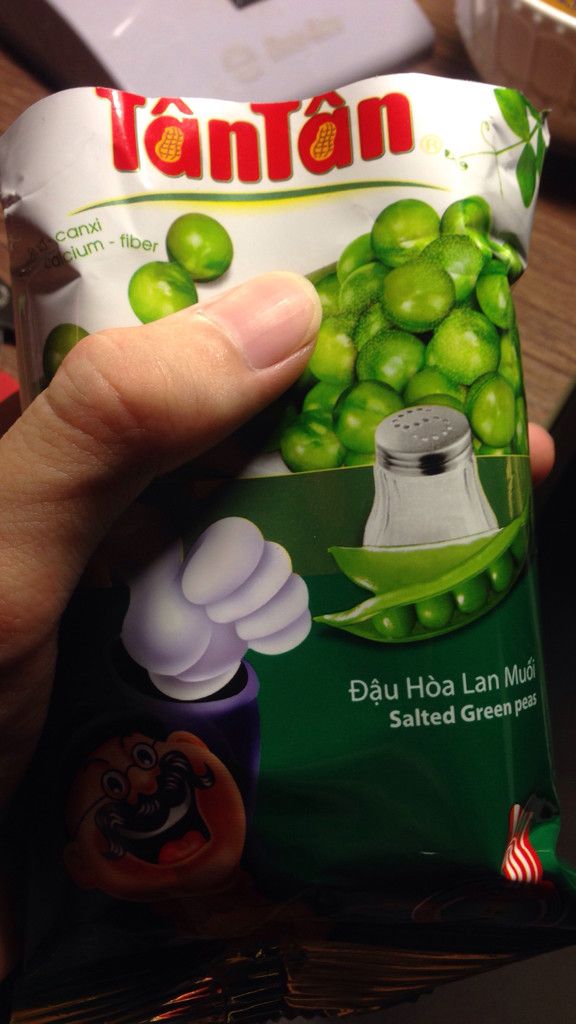 TânTân
®
canxi
calcium - fiber
Đậu Hòa Lan Muối
Salted Green peas